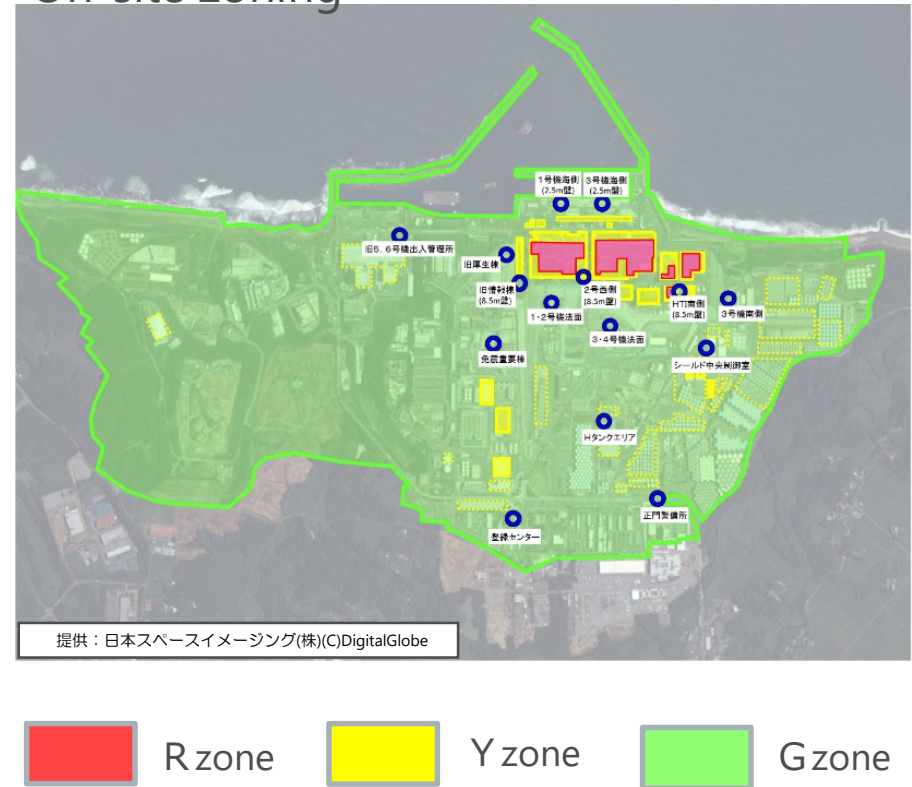 On-site zoning
1号機海側
(2.5m盤)
3号機海側
(2.5m盤)
旧5, 6号機出入管理所
旧厚生棟
旧情報棟
(8.5m盤)
2号西側
(8.5m盤)
1・2号機法面
HTI南側
(8.5m盤)
3号機南側
3・4号機法面
免震重要棟
シールド中央制御室
Hタンクエリア
正門警備所
登録センター
提供：日本スペースイメージング(株)(C)DigitalGlobe
R zone
Y zone
G zone